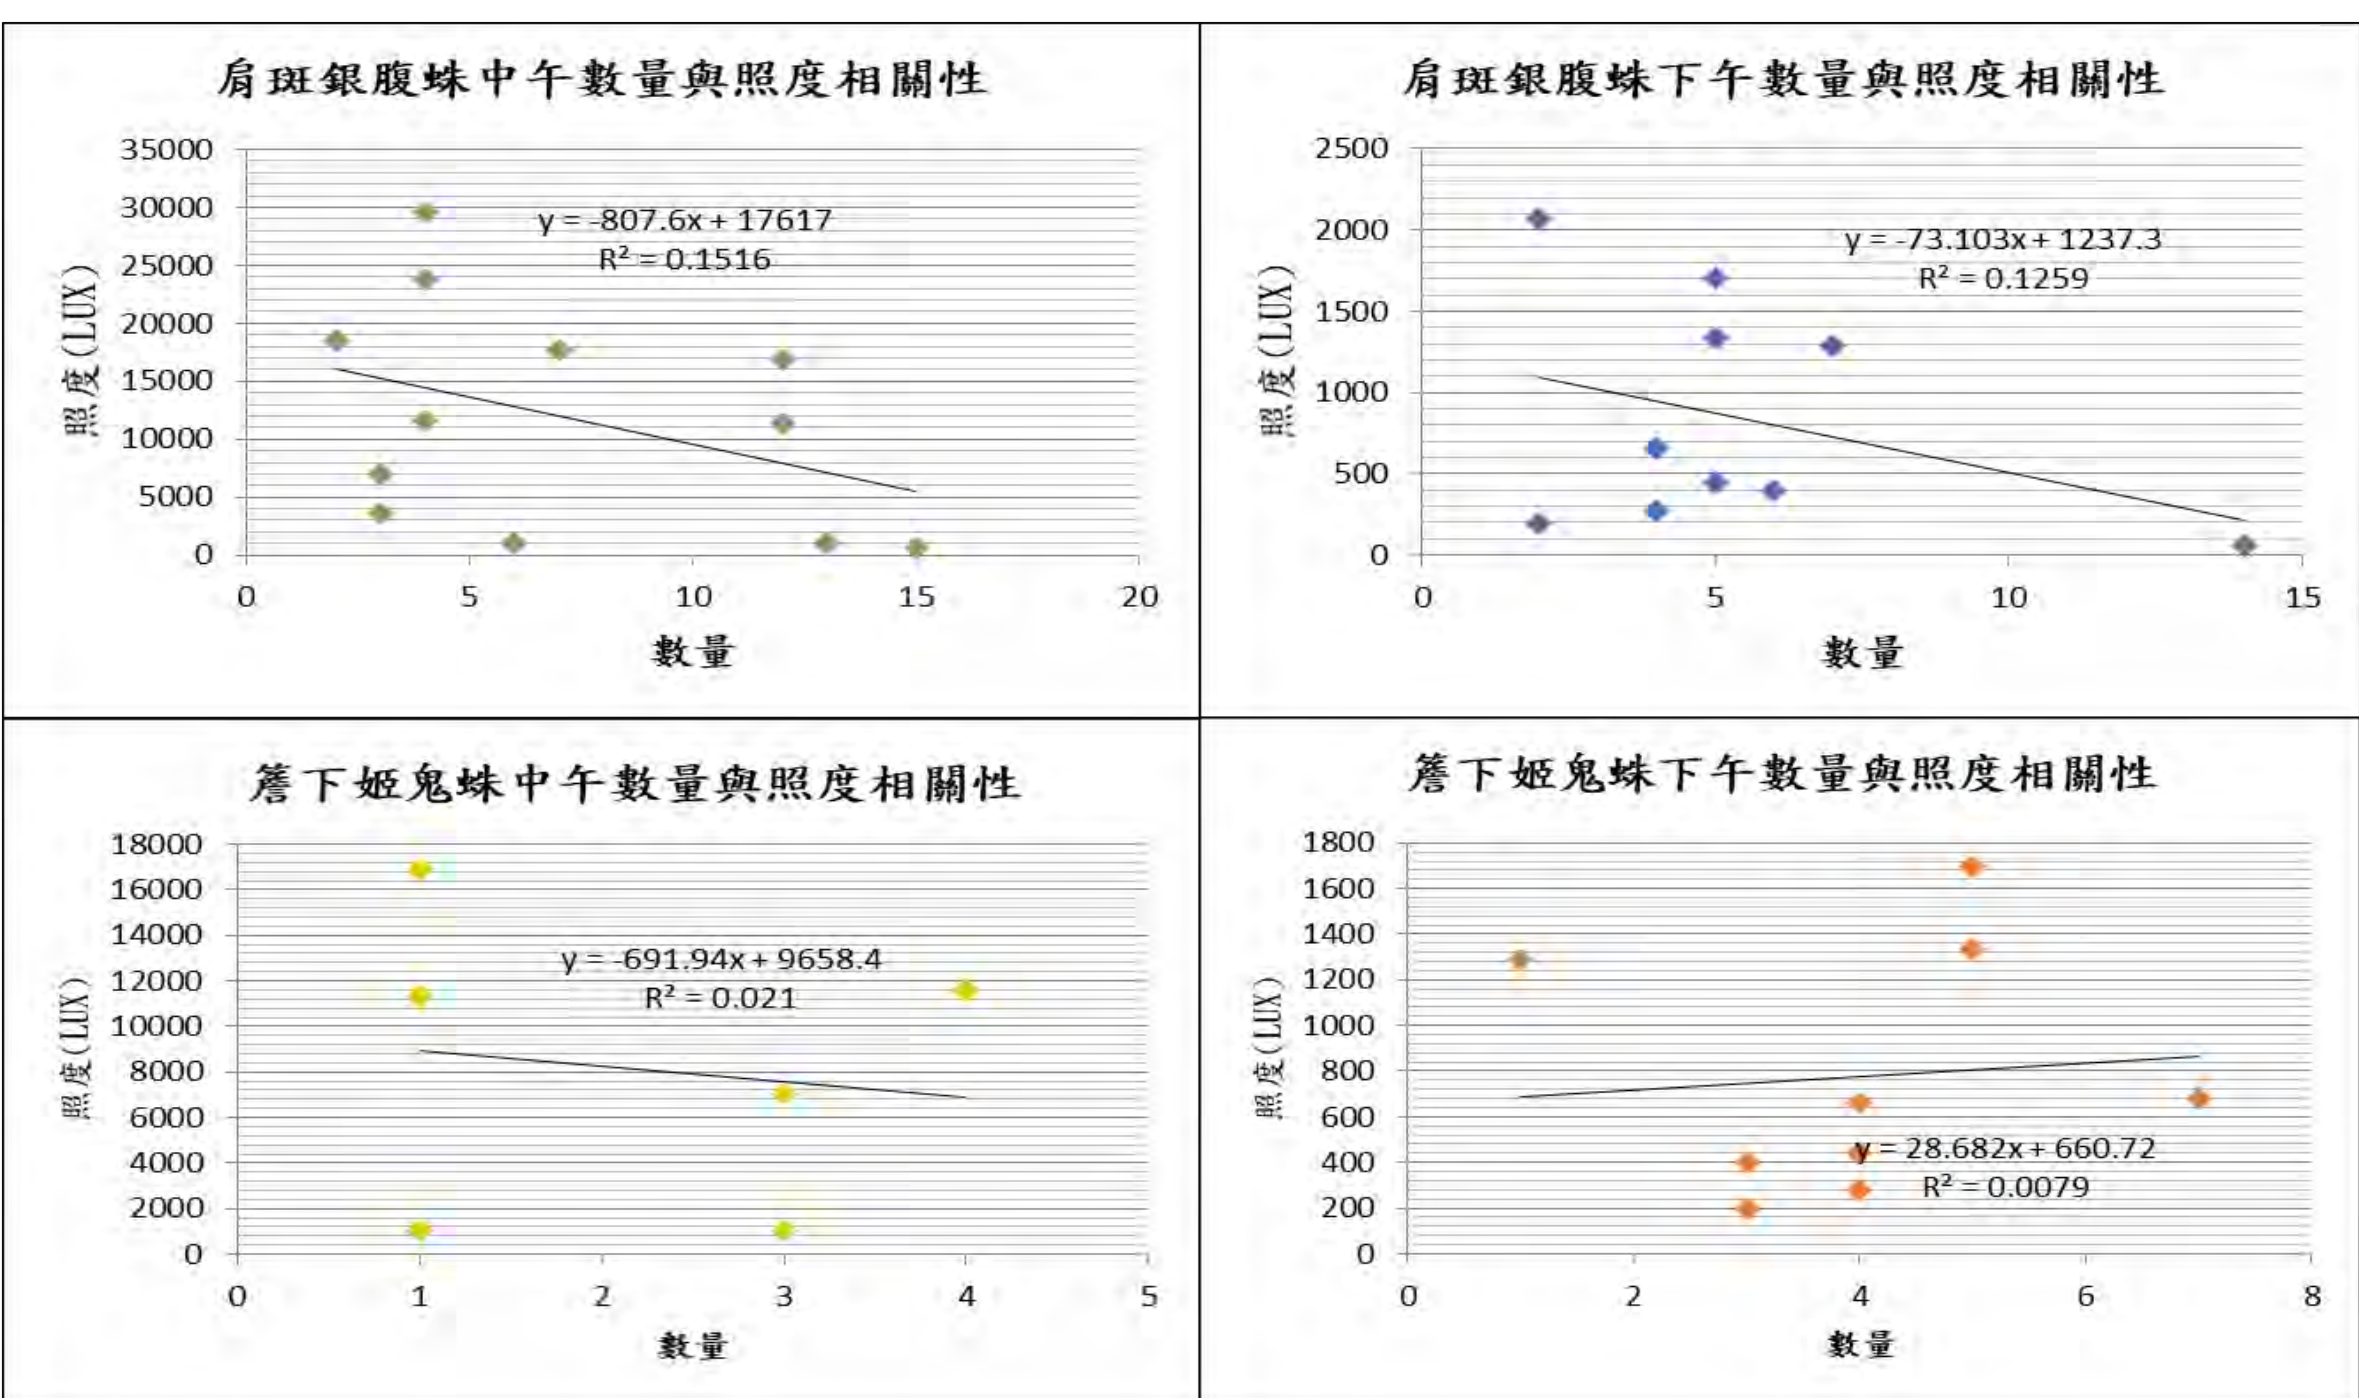 肩斑銀腹蛛中午數量與照度相關性
35000
30000
25000
20000
15000
10000
5000
0
照度(LUX)
y = -807.6x + 17617
R² = 0.1516
0 5 10 15 20
數量
肩斑銀腹蛛下午數量與照度相關性
2500
2000
1500
1000
500
0
照度(LUX)
y = -73.103x + 1237.3
R² = 0.1259
0 5 10 15
數量
簷下姬鬼蛛中午數量與照度相關性
18000
16000
14000
12000
10000
8000
6000
4000
2000
0
照度(LUX)
y = -691.94x + 9658.4
R² = 0.021
0 1 2 3 4 5
數量
簷下姬鬼蛛下午數量與照度相關性
1800
1600
1400
1200
1000
800
600
400
200
0
照度(LUX)
y = 28.682x + 660.72
R² = 0.0079
0 2 4 6 8
數量